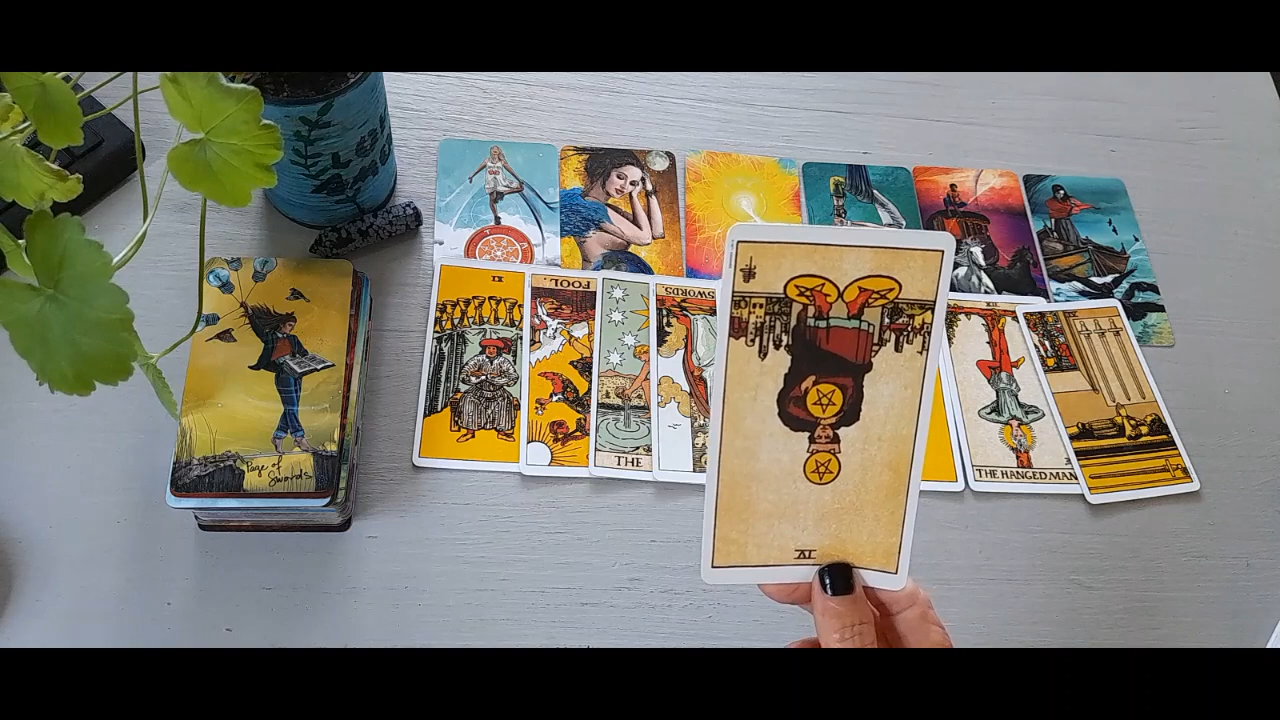 FOOL.
SWORDS.
THE
THE HANGED MAN
Page of
Swords
IV